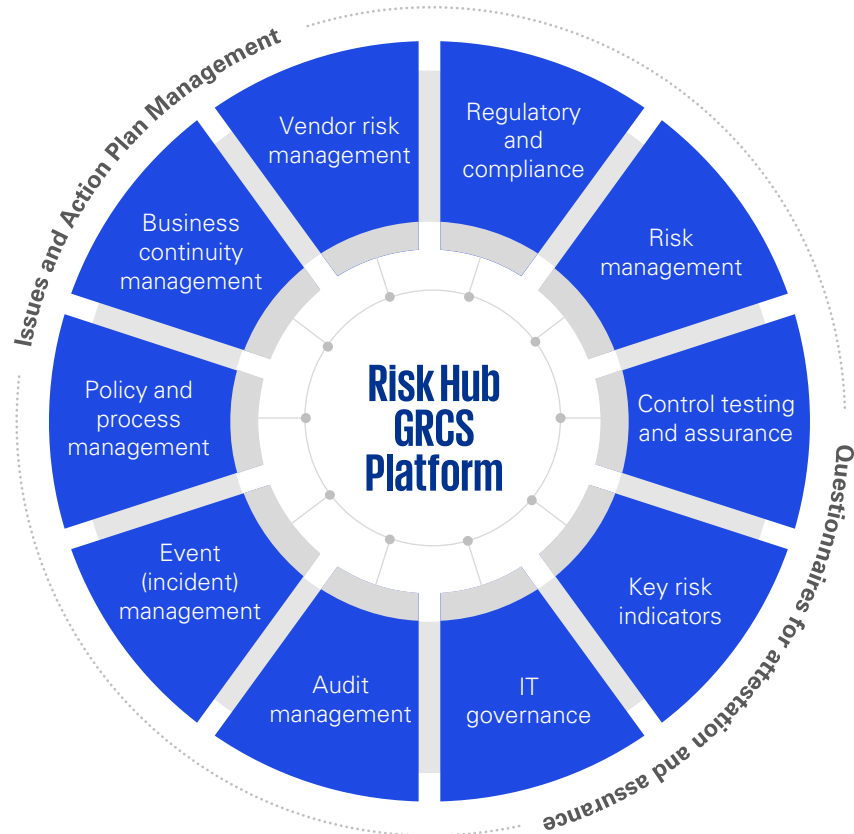 Issues and Action Plan Management
Vendor risk
management
Regulatory
and
compliance
Business
continuity
management
Risk
management
Risk Hub
GRCS
Platform
Policy and
process
management
Control testing
and assurance
Event
(incident)
management
Key risk
indicators
Audit
management
IT
governance
Questionnaires for attestation and assurance